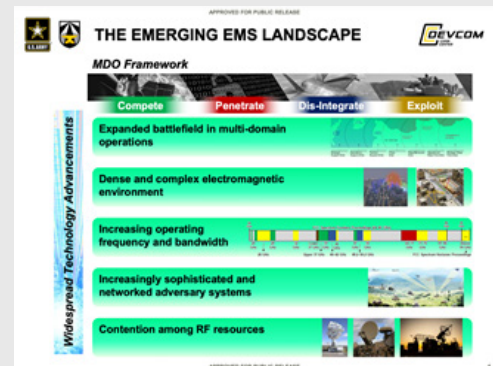 APPROVED FOR PUBLIC RELEASE
U.S. ARMY
THE EMERGING EMS LANDSCAPE
DEVCOM
MDO Framework
Compete
Penetrate
Dis-Integrate
Exploit
Widespread Technology Advancements
Expanded battlefield in multi-domain
operations
Dense and complex electromagnetic
environment
Increasing operating
frequency and bandwidth
Increasingly sophisticated and
networked adversary systems
Contention among RF resources
APPROVED FOR PUBLIC RELEASE